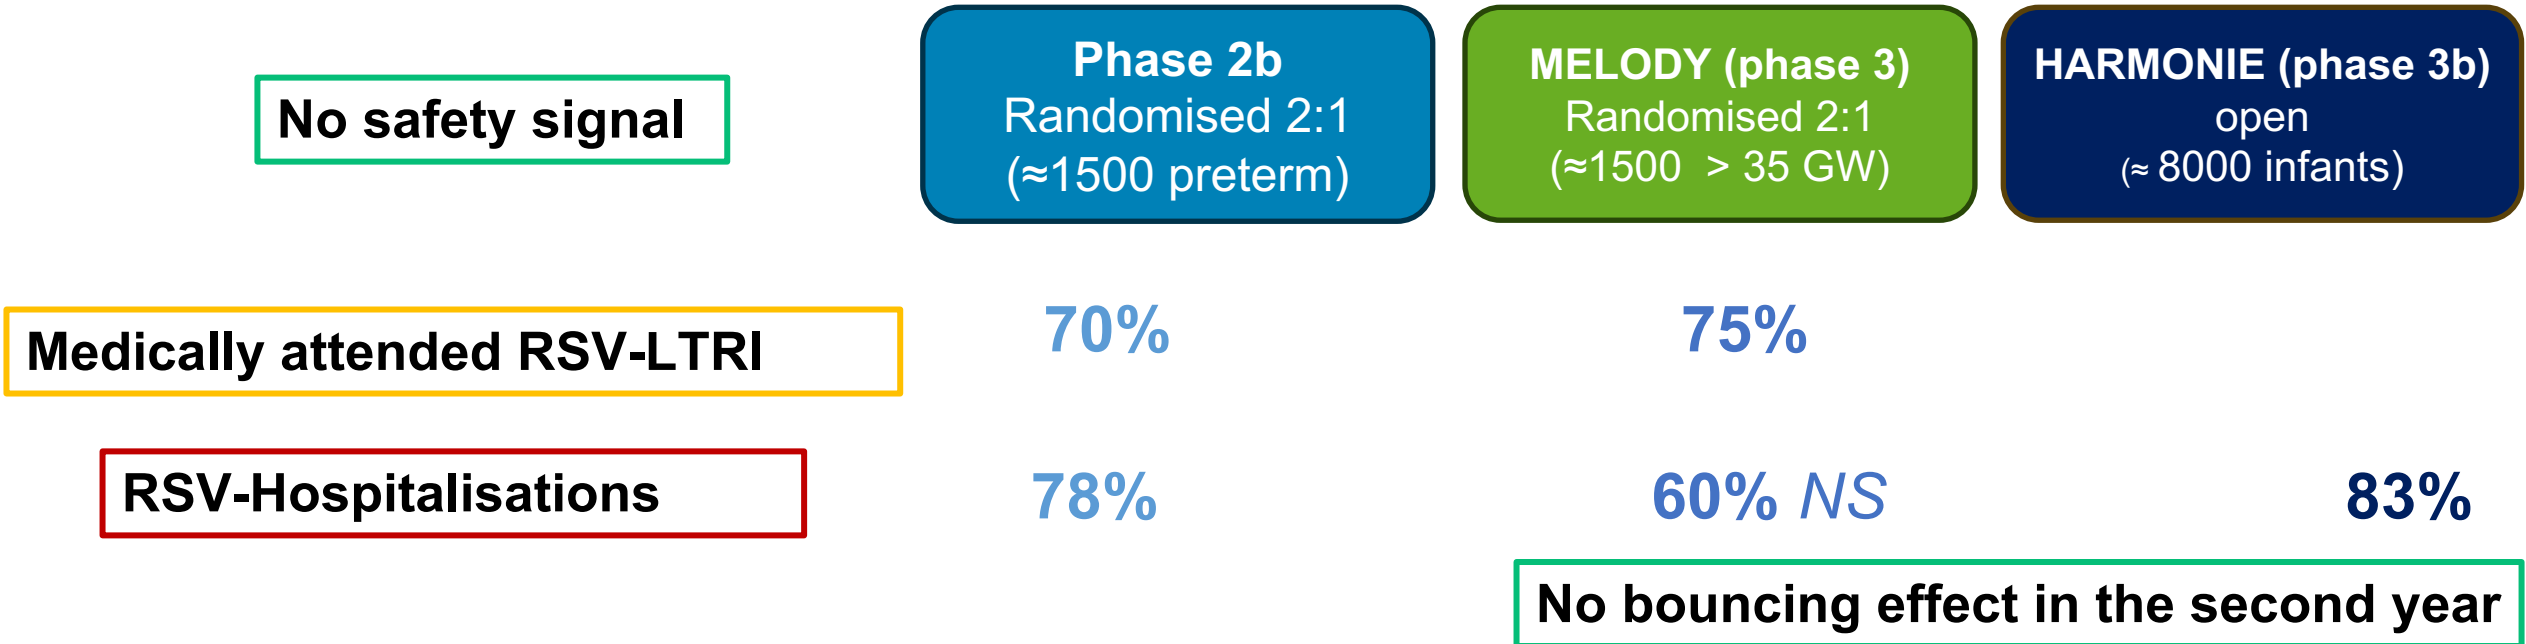 No safety signal
Phase 2b
Randomised 2:1
(≈1500 preterm)
MELODY (phase 3)
Randomised 2:1
(≈1500 > 35 GW)
HARMONIE (phase 3b)
open
(≈ 8000 infants)
Medically attended RSV-LTRI
70%
75%
RSV-Hospitalisations
78%
60% NS
83%
No bouncing effect in the second year